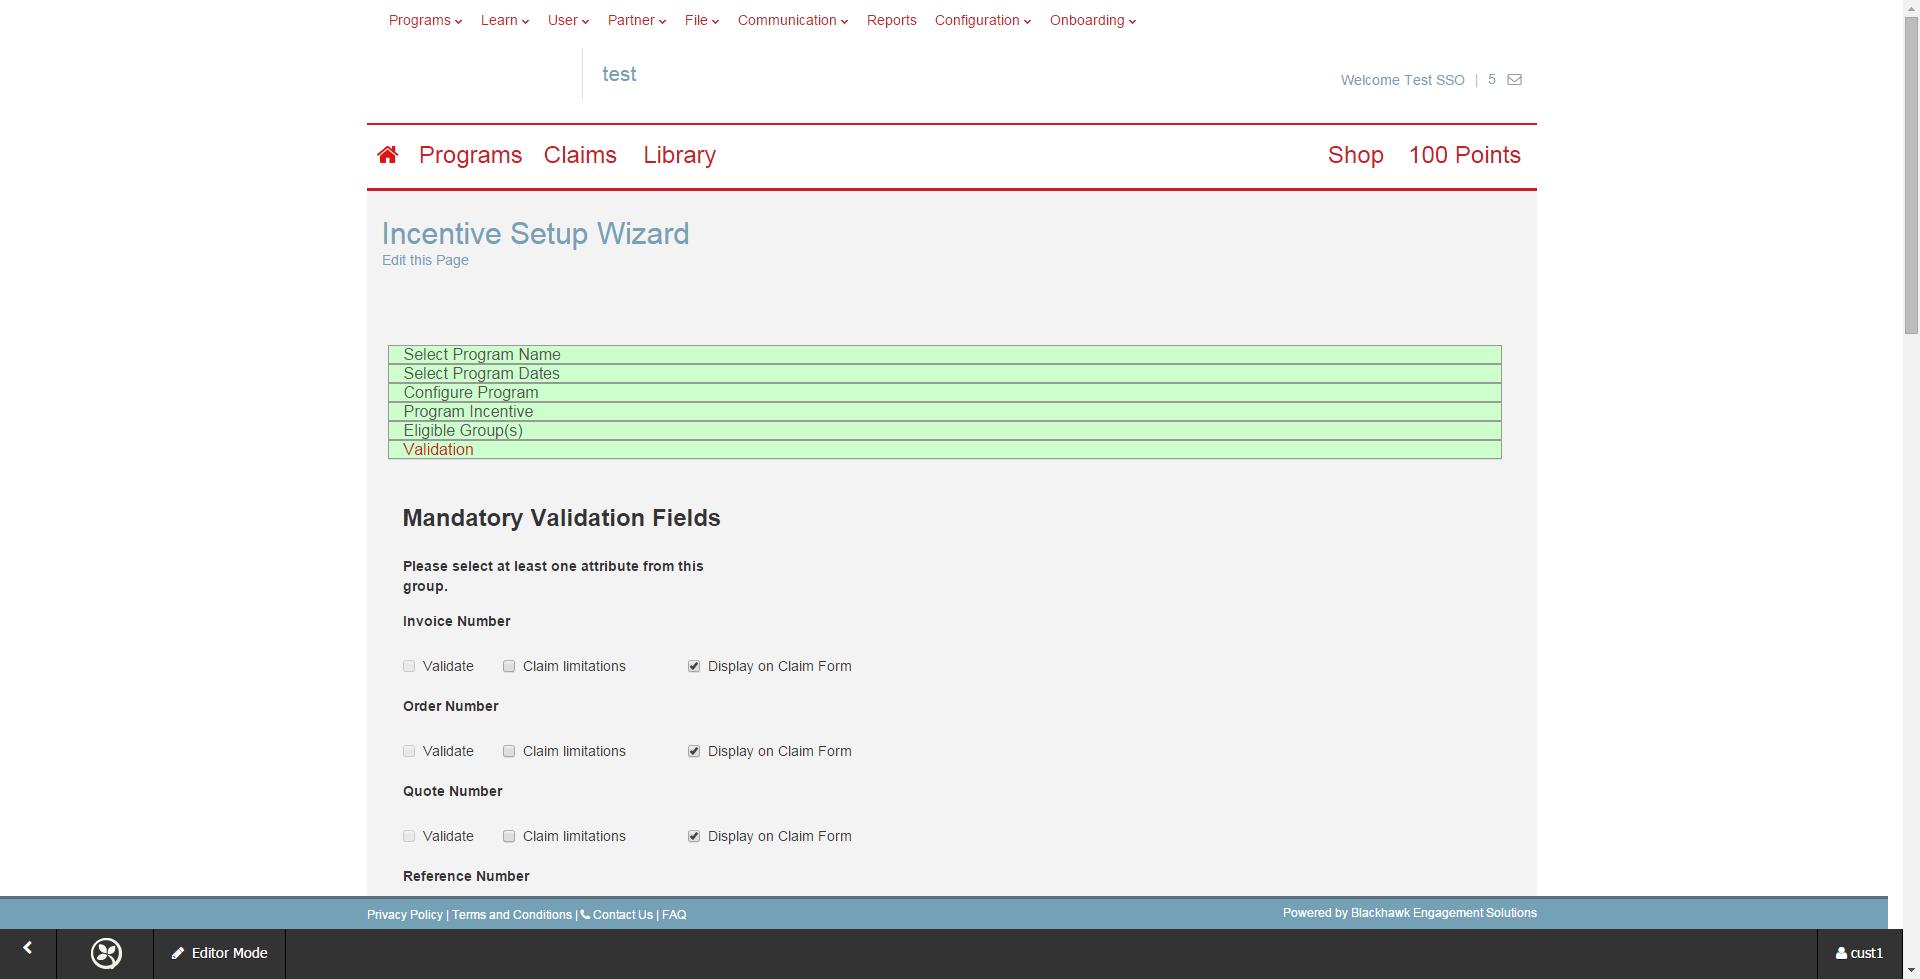 Programs Learn User Partner File Communication Reports Configuration Onboarding
test
Welcome Test SSO | 5
Programs Claims Library Shop 100 Points
Incentive Setup Wizard
Edit this Page
Select Program Name
Select Program Dates
Configure Program
Program Incentive
Eligible Group(s)
Validation
Mandatory Validation Fields
Please select at least one attribute from this
group.
Invoice Number
Validate Claim limitations Display on Claim Form
Order Number
Validate Claim limitations Display on Claim Form
Quote Number
Validate Claim limitations Display on Claim Form
Reference Number
Privacy Policy | Terms and Conditions | Contact Us | FAQ Powered by Blackhawk Engagement Solutions
Editor Mode cust1